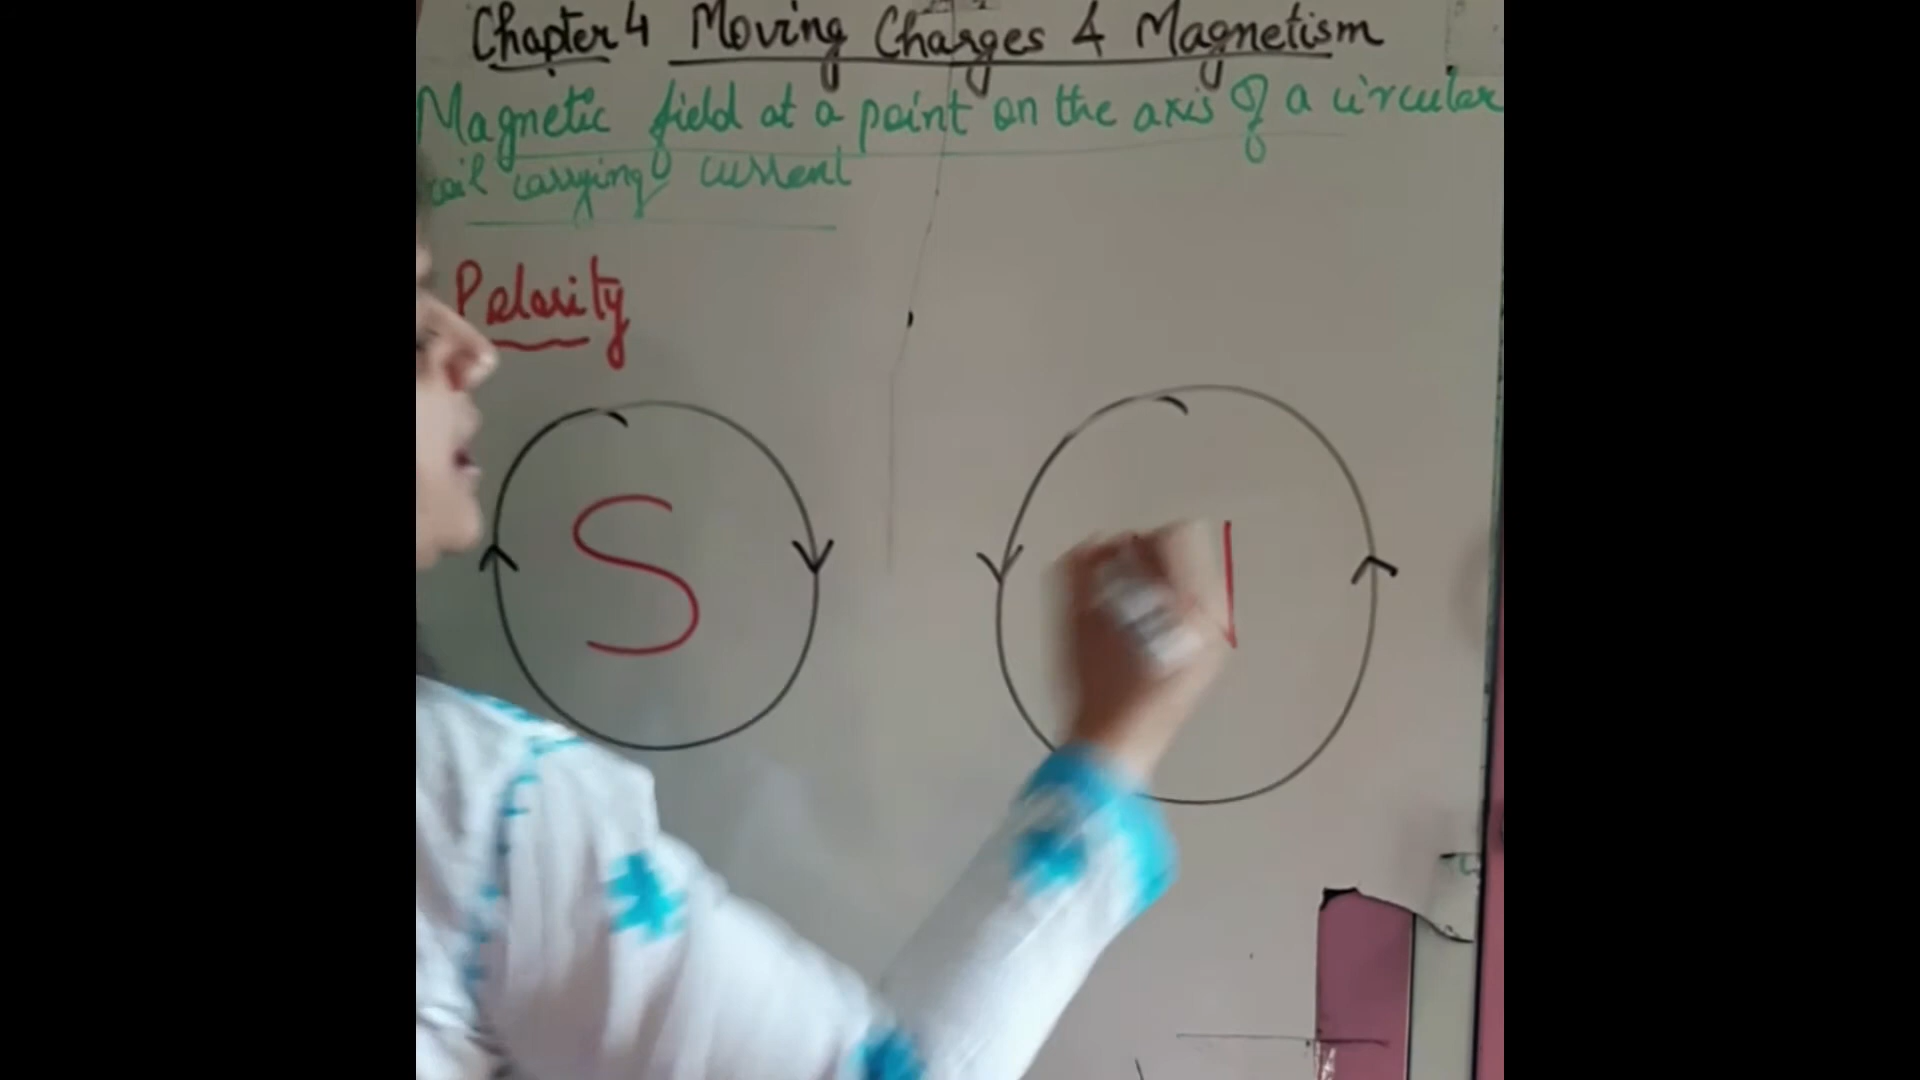 Chapter 4 Moving Charges & Magnetism
Magnetic field at a point on the axis of a circular
coil carrying current
Polarity
S